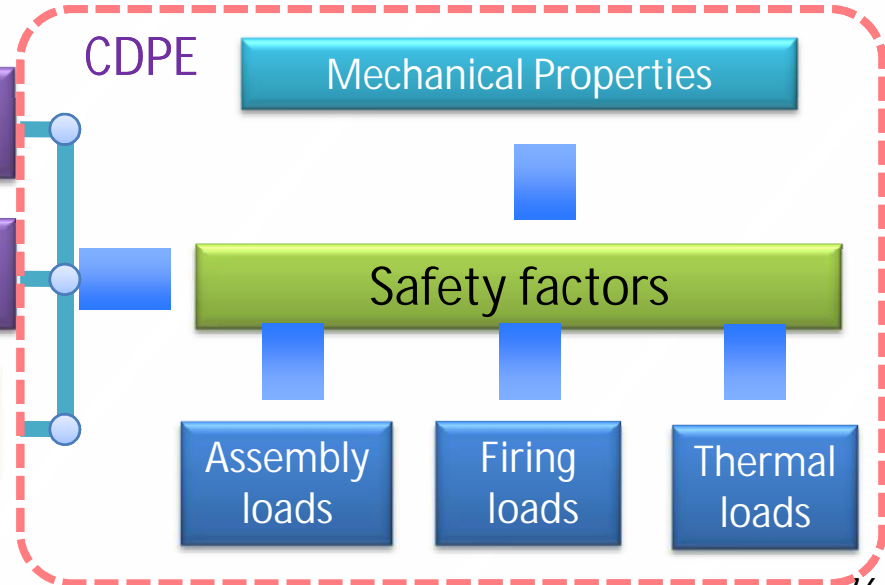 CDPE
Mechanical Properties
Safety factors
Assembly
loads
Firing
loads
Thermal
loads